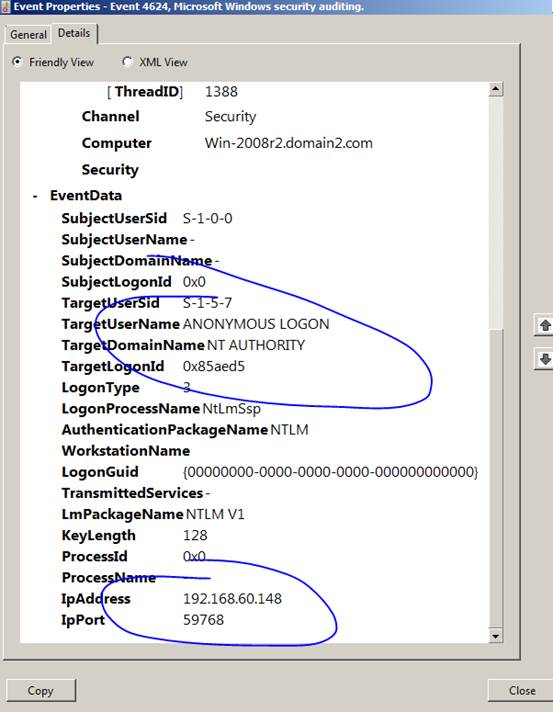 Event Properties - Event 4624, Microsoft Windows security auditing.
General Details
Friendly View XML View
[ ThreadID] 1388
Channel Security
Computer Win-2008r2.domain2.com
Security
- EventData
SubjectUserSid S-1-0-0
SubjectUserName -
SubjectDomainName -
SubjectLogonId 0x0
TargetUserSid S-1-5-7
TargetUserName ANONYMOUS LOGON
TargetDomainName NT AUTHORITY
TargetLogonId 0x85aed5
LogonType 3
LogonProcessName NtLmSsp
AuthenticationPackageName NTLM
WorkstationName
LogonGuid {00000000-0000-0000-0000-000000000000}
TransmittedServices -
LmPackageName NTLM V1
KeyLength 128
ProcessId 0x0
ProcessName -
IpAddress 192.168.60.148
IpPort 59768
Copy Close